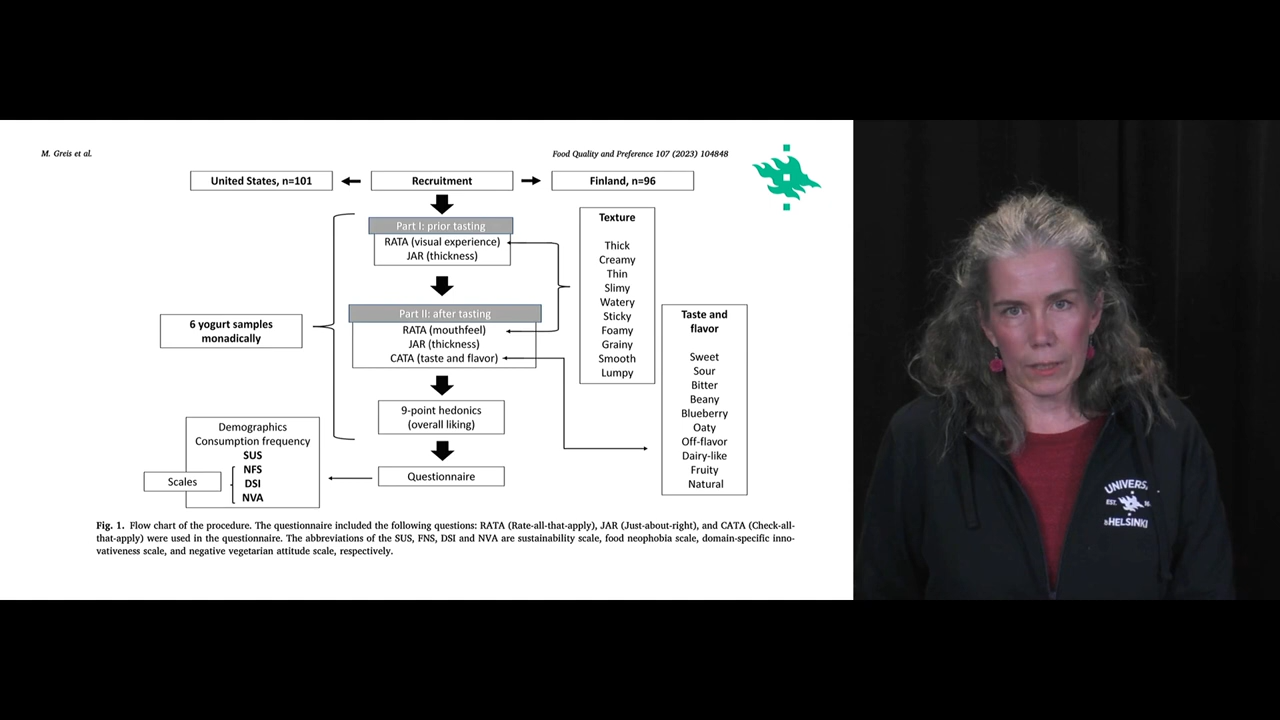 M. Greis et al.
Food Quality and Preference 107 (2023) 104848
United States, n=101
Recruitment
Finland, n=96
Part I: prior tasting
RATA (visual experience)
JAR (thickness)
Part II: after tasting
RATA (mouthfeel)
JAR (thickness)
CATA (taste and flavor)
6 yogurt samples
monadically
9-point hedonics
(overall liking)
Questionnaire
Demographics
Consumption frequency
SUS
NFS
DSI
NVA
Scales
Texture
Thick
Creamy
Thin
Slimy
Watery
Sticky
Foamy
Grainy
Smooth
Lumpy
Taste and
flavor
Sweet
Sour
Bitter
Beany
Blueberry
Oaty
Off-flavor
Dairy-like
Fruity
Natural
Fig. 1. Flow chart of the procedure. The questionnaire included the following questions: RATA (Rate-all-that-apply), JAR (Just-about-right), and CATA (Check-all-
that-apply) were used in the questionnaire. The abbreviations of the SUS, FNS, DSI and NVA are sustainability scale, food neophobia scale, domain-specific inno-
vativeness scale, and negative vegetarian attitude scale, respectively.
EST.
HELSINKI